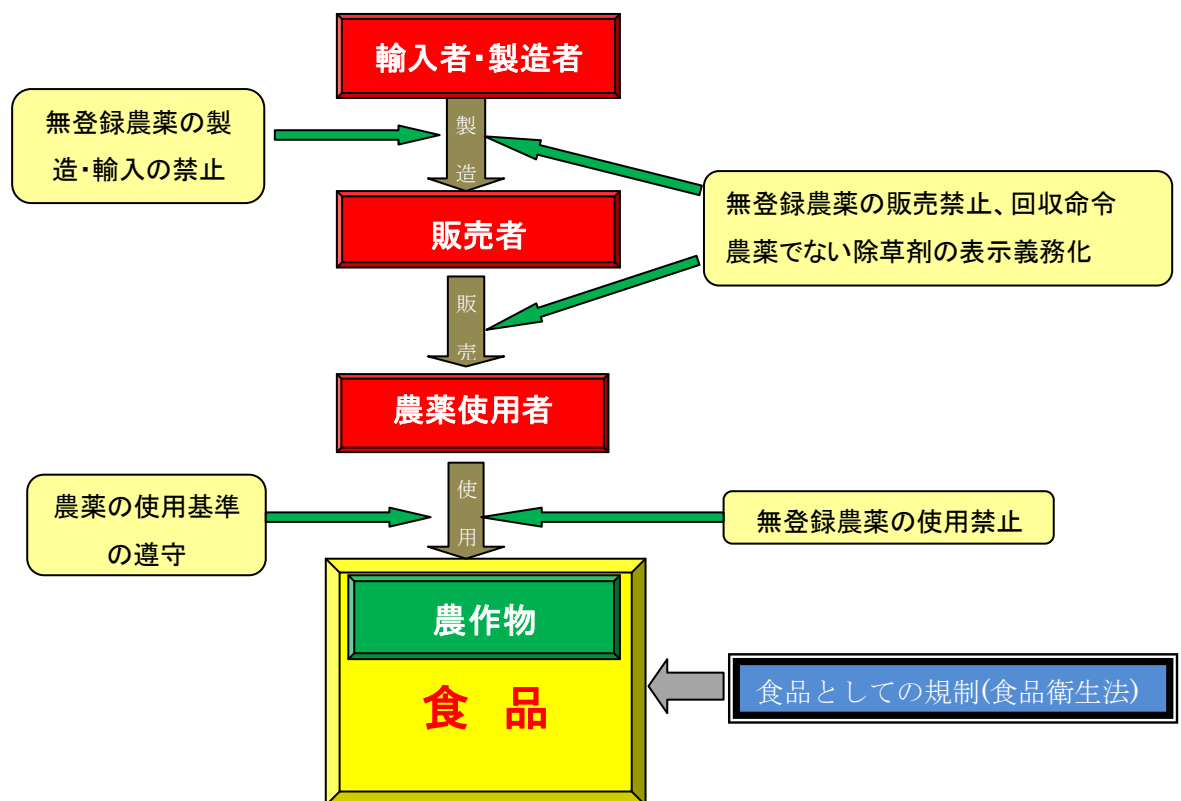 輸入者・製造者
無登録農薬の製
造・輸入の禁止
製
造
無登録農薬の販売禁止、回収命令
農薬でない除草剤の表示義務化
販売者
販
売
農薬使用者
農薬の使用基準
の遵守
使
用
無登録農薬の使用禁止
農作物
食 品
食品としての規制(食品衛生法)